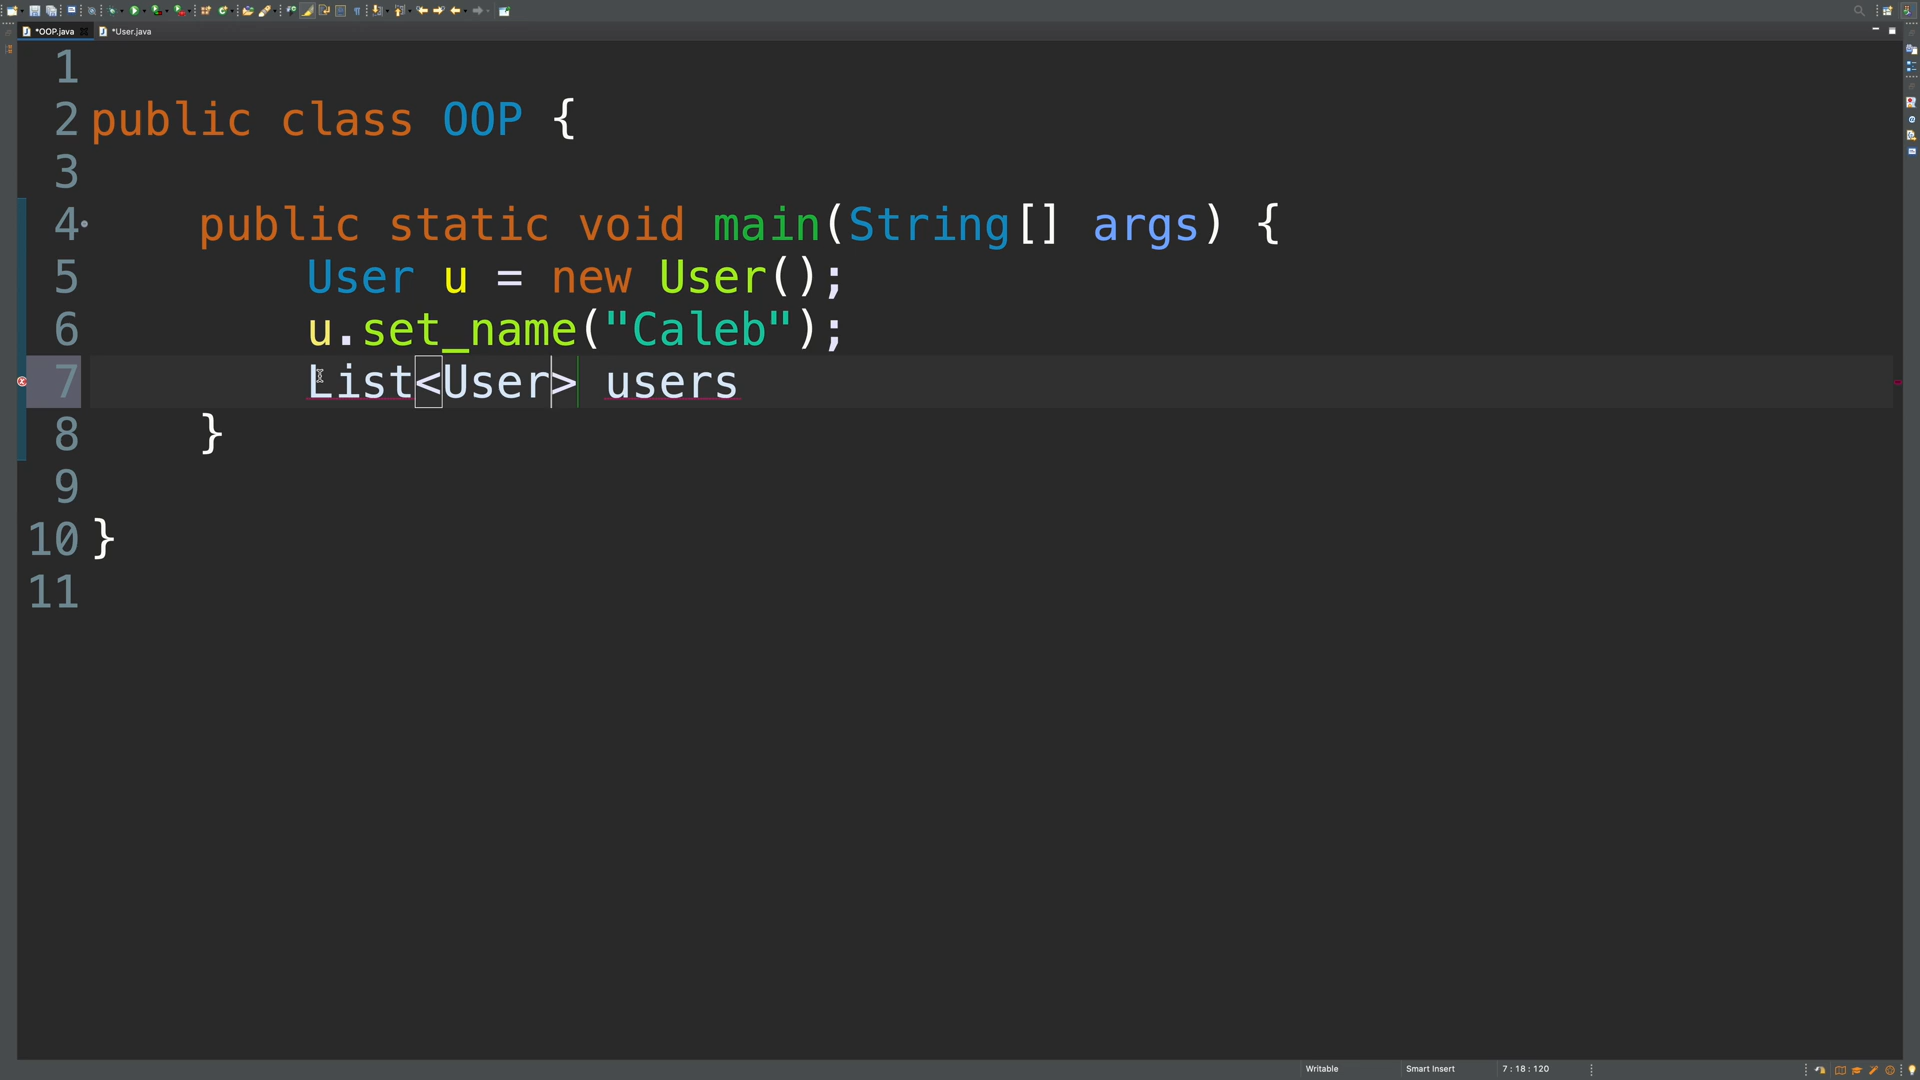 *OOP.java *User.java
1
2 public class OOP {
3
4 public static void main(String[] args) {
5 User u = new User();
6 u.set_name("Caleb");
7 List<User> users
8 }
9
10 }
11
Writable Smart Insert 7 : 18 : 120